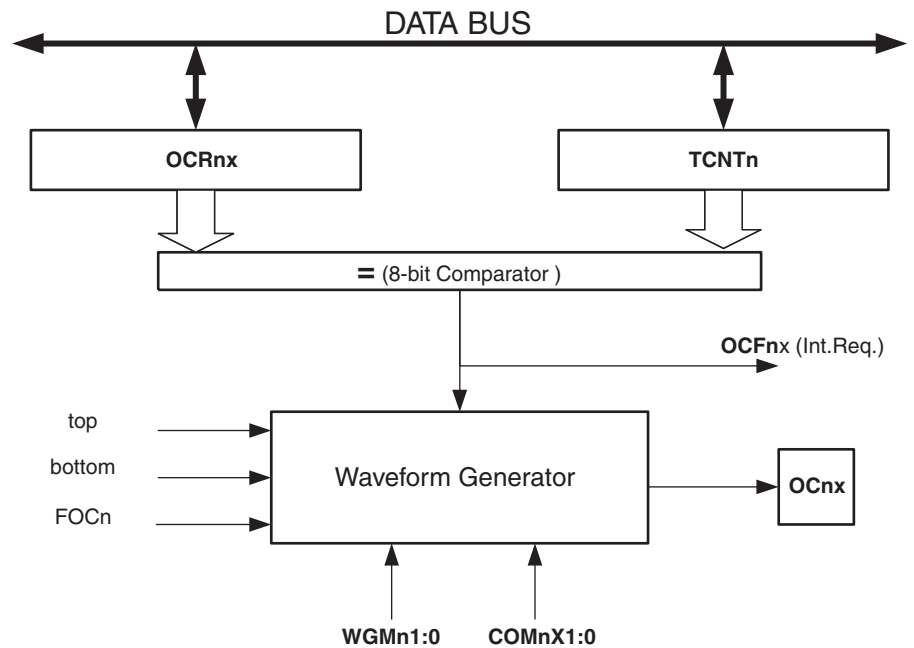 DATA BUS
OCRnx
TCNTn
= (8-bit Comparator )
OCFnx (Int.Req.)
top
bottom
FOCn
Waveform Generator
OCnx
WGMn1:0
COMnX1:0